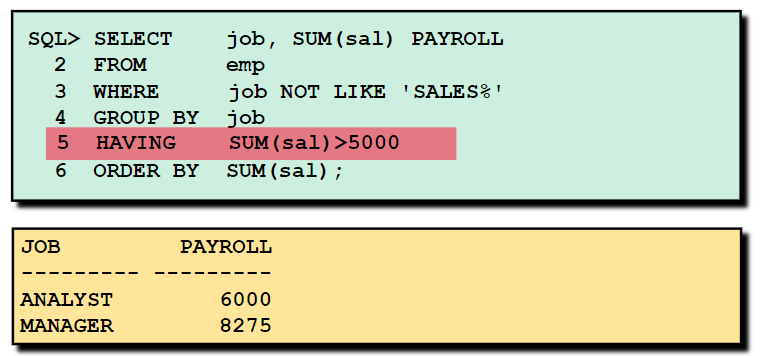 SQL> SELECT job, SUM(sal) PAYROLL
2 FROM emp
3 WHERE job NOT LIKE 'SALES%'
4 GROUP BY job
5 HAVING SUM(sal)>5000
6 ORDER BY SUM(sal);
JOB PAYROLL
--------- ---------
ANALYST 6000
MANAGER 8275